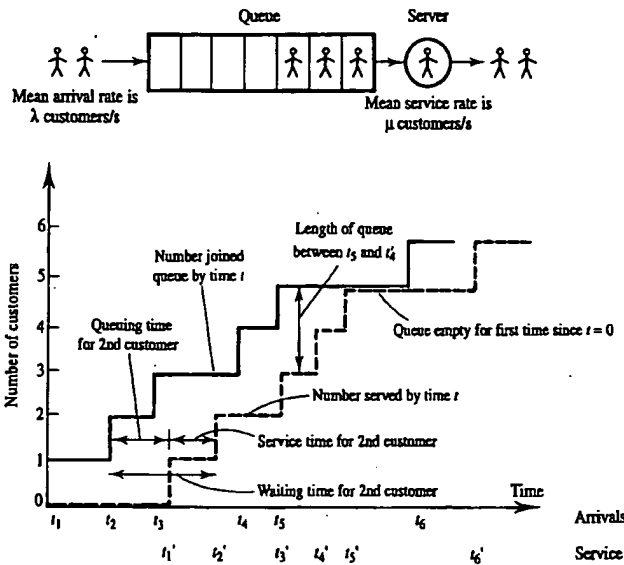 Queue
Server
Mean arrival rate is
λ customers/s
Mean service rate is
μ customers/s
Number of customers
6
5
4
3
2
1
0
Number joined
queue by time t
Length of queue
between t₅ and t₄'
Queuing time
for 2nd customer
Queue empty for first time since t = 0
Number served by time t
Service time for 2nd customer
Waiting time for 2nd customer
Time
t₁ t₂ t₃ t₄ t₅ t₆ Arrivals
t₁' t₂' t₃' t₄' t₅' t₆' Service